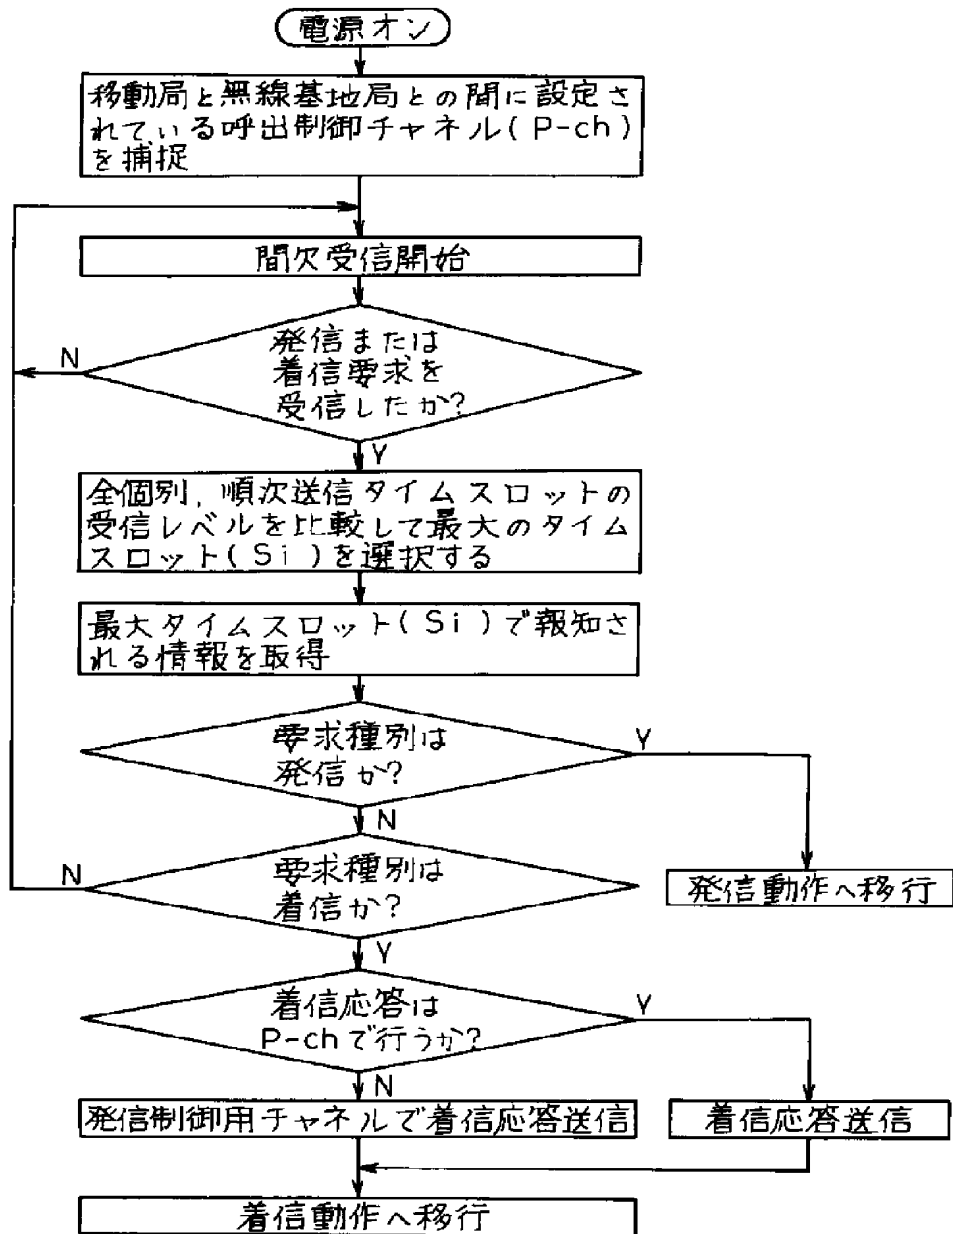 電源オン
移動局と無線基地局との間に設定さ
れている呼出制御チャネル(P-ch)
を捕捉
間欠受信開始
発信または
着信要求を
受信したか?
N
Y
全個別,順次送信タイムスロットの
受信レベルを比較して最大のタイム
スロット(Si)を選択する
最大タイムスロット(Si)で報知さ
れる情報を取得
要求種別は
発信か?
Y
N
要求種別は
着信か?
N
発信動作へ移行
Y
着信応答は
P-chで行うか?
Y
N
発信制御用チャネルで着信応答送信
着信応答送信
着信動作へ移行